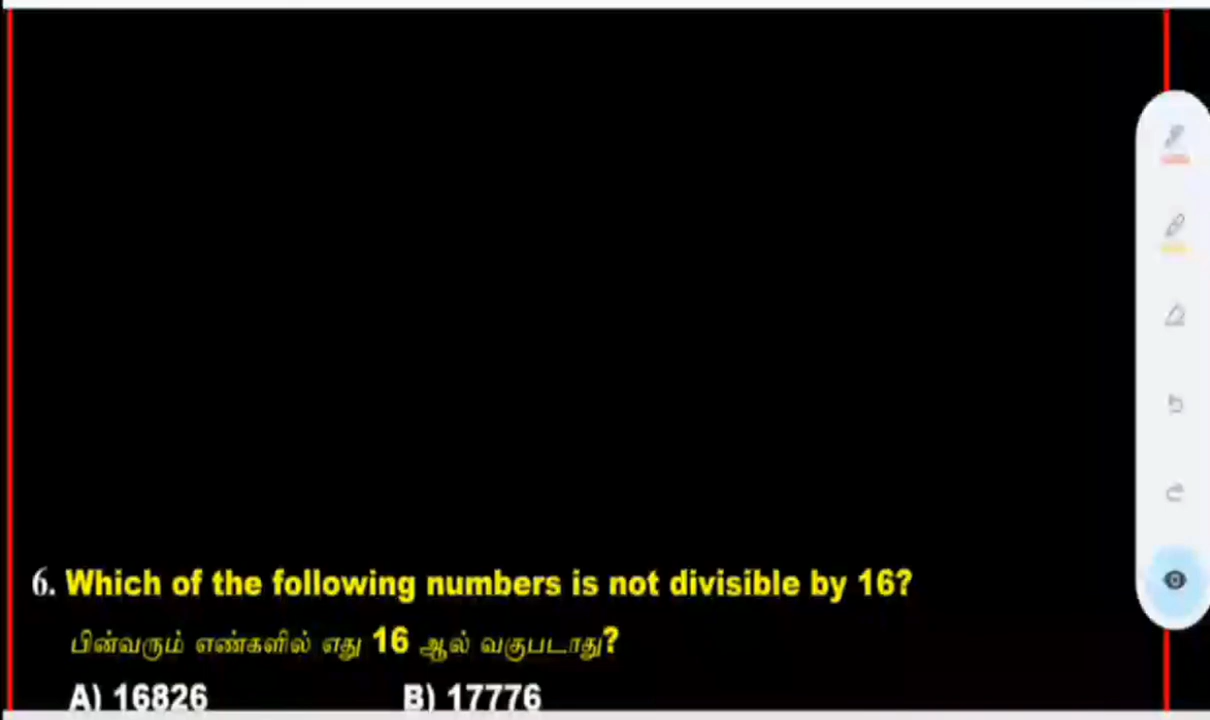 6. Which of the following numbers is not divisible by 16?
பின்வரும் எண்களில் எது 16 ஆல் வகுபடாது?
A) 16826 B) 17776